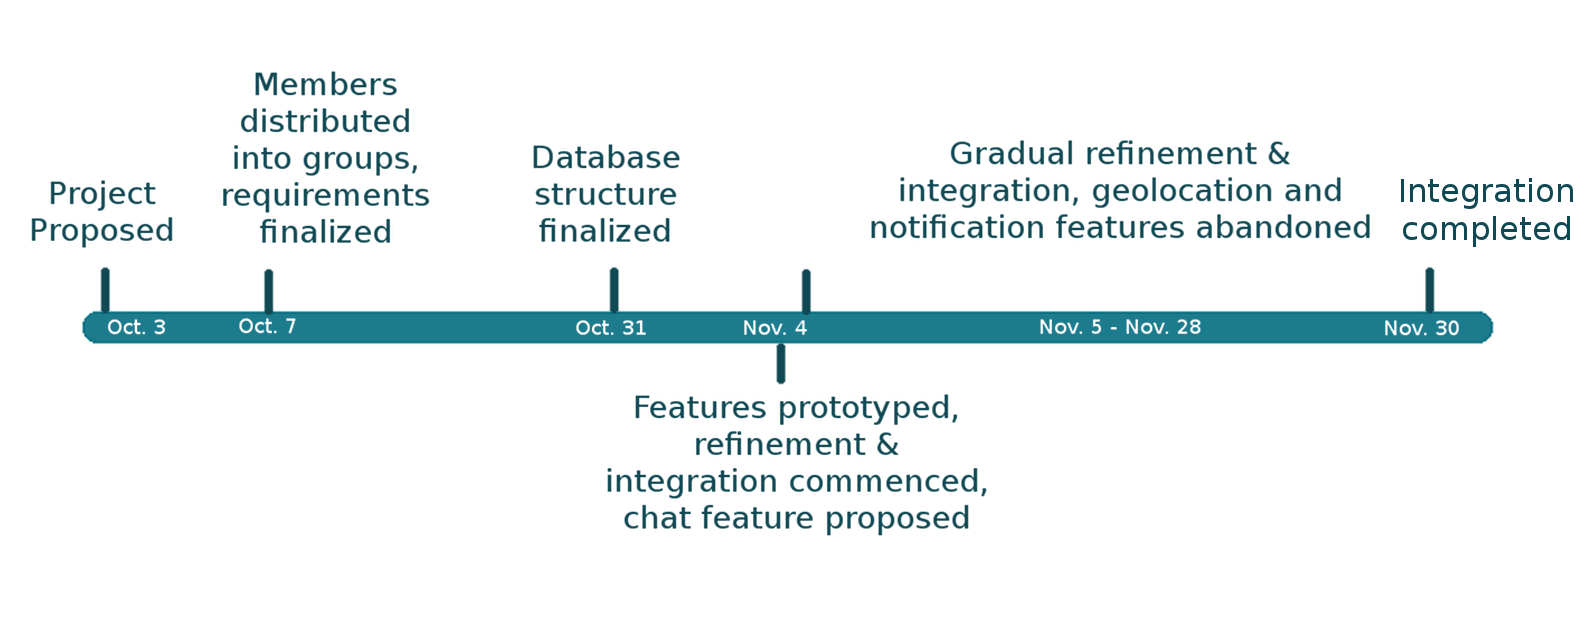 Project
Proposed
Members
distributed
into groups,
requirements
finalized
Database
structure
finalized
Gradual refinement &
integration, geolocation and
notification features abandoned
Integration
completed
Oct. 3
Oct. 7
Oct. 31
Nov. 4
Nov. 5 - Nov. 28
Nov. 30
Features prototyped,
refinement &
integration commenced,
chat feature proposed